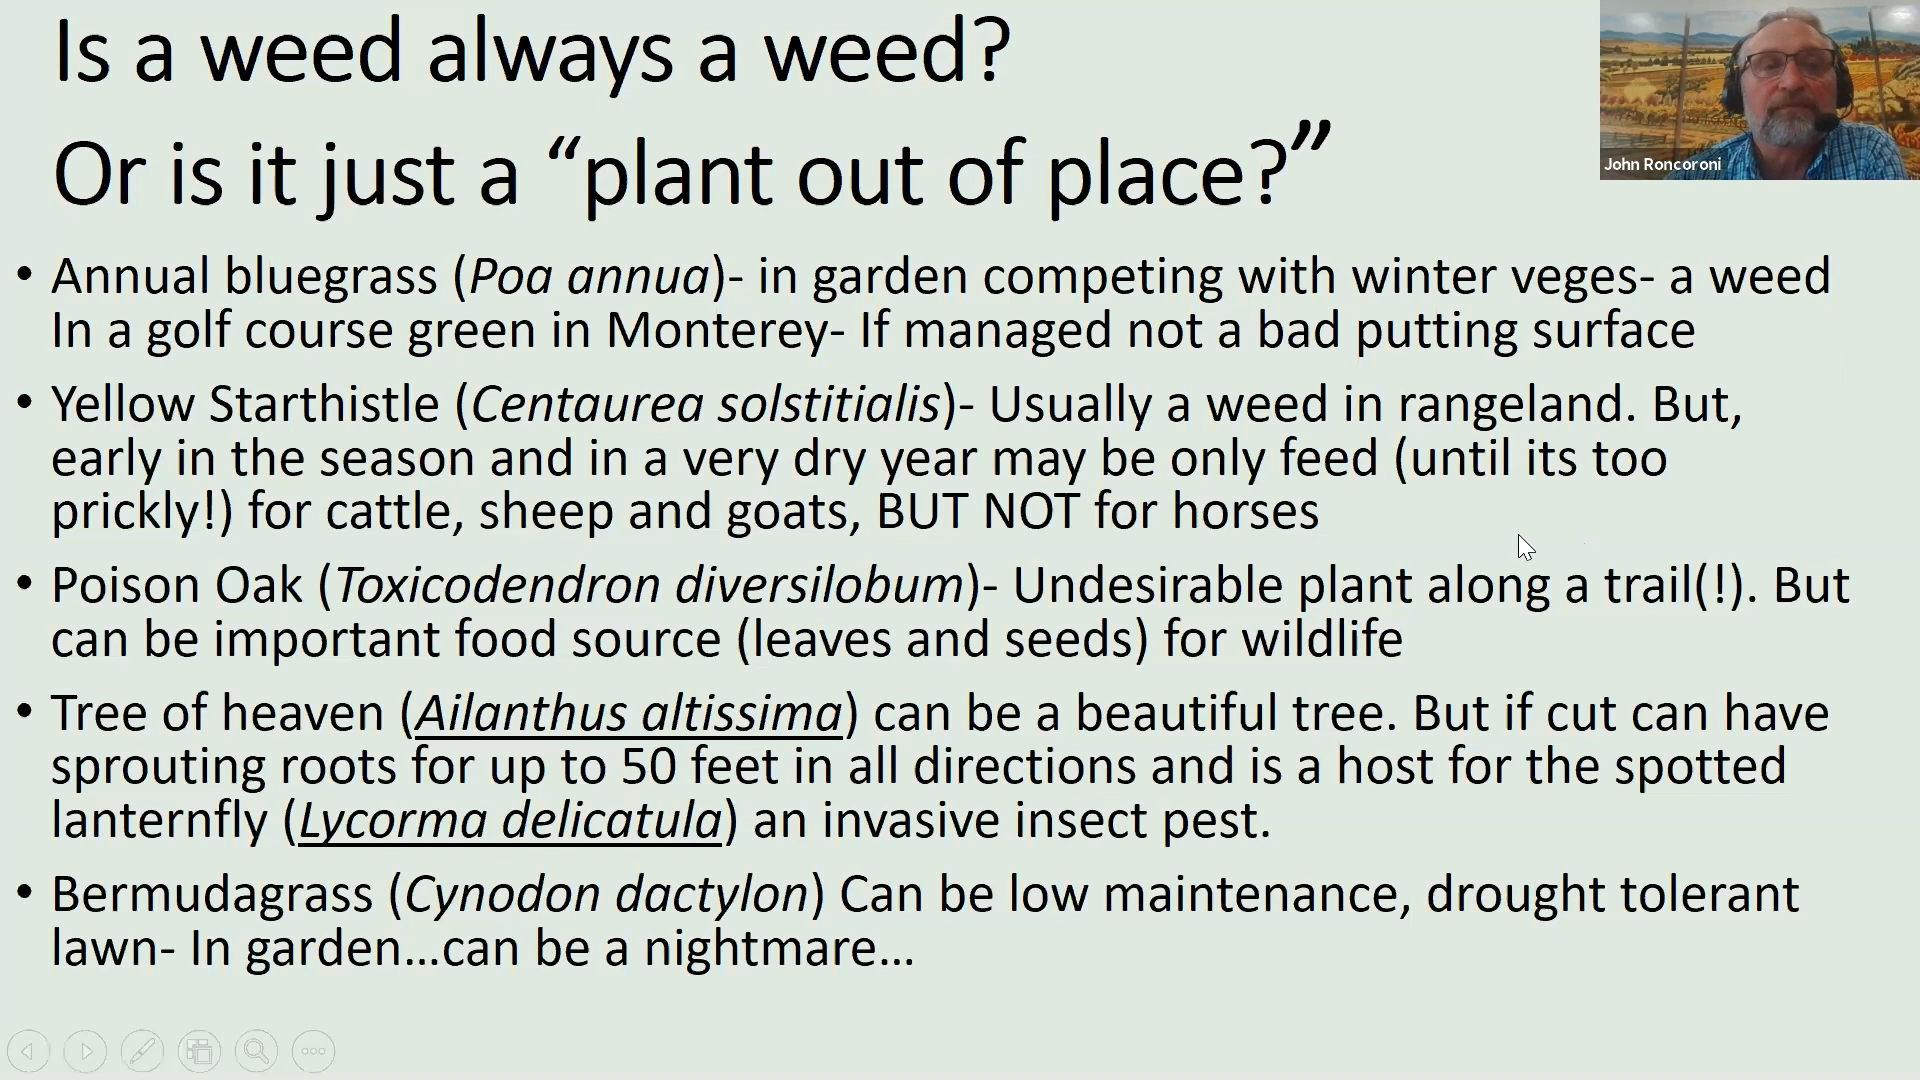 Is a weed always a weed?
Or is it just a “plant out of place?”
John Roncoroni
• Annual bluegrass (Poa annua)- in garden competing with winter veges- a weed
In a golf course green in Monterey- If managed not a bad putting surface
• Yellow Starthistle (Centaurea solstitialis)- Usually a weed in rangeland. But,
early in the season and in a very dry year may be only feed (until its too
prickly!) for cattle, sheep and goats, BUT NOT for horses
• Poison Oak (Toxicodendron diversilobum)- Undesirable plant along a trail(!). But
can be important food source (leaves and seeds) for wildlife
• Tree of heaven (Ailanthus altissima) can be a beautiful tree. But if cut can have
sprouting roots for up to 50 feet in all directions and is a host for the spotted
lanternfly (Lycorma delicatula) an invasive insect pest.
• Bermudagrass (Cynodon dactylon) Can be low maintenance, drought tolerant
lawn- In garden…can be a nightmare…